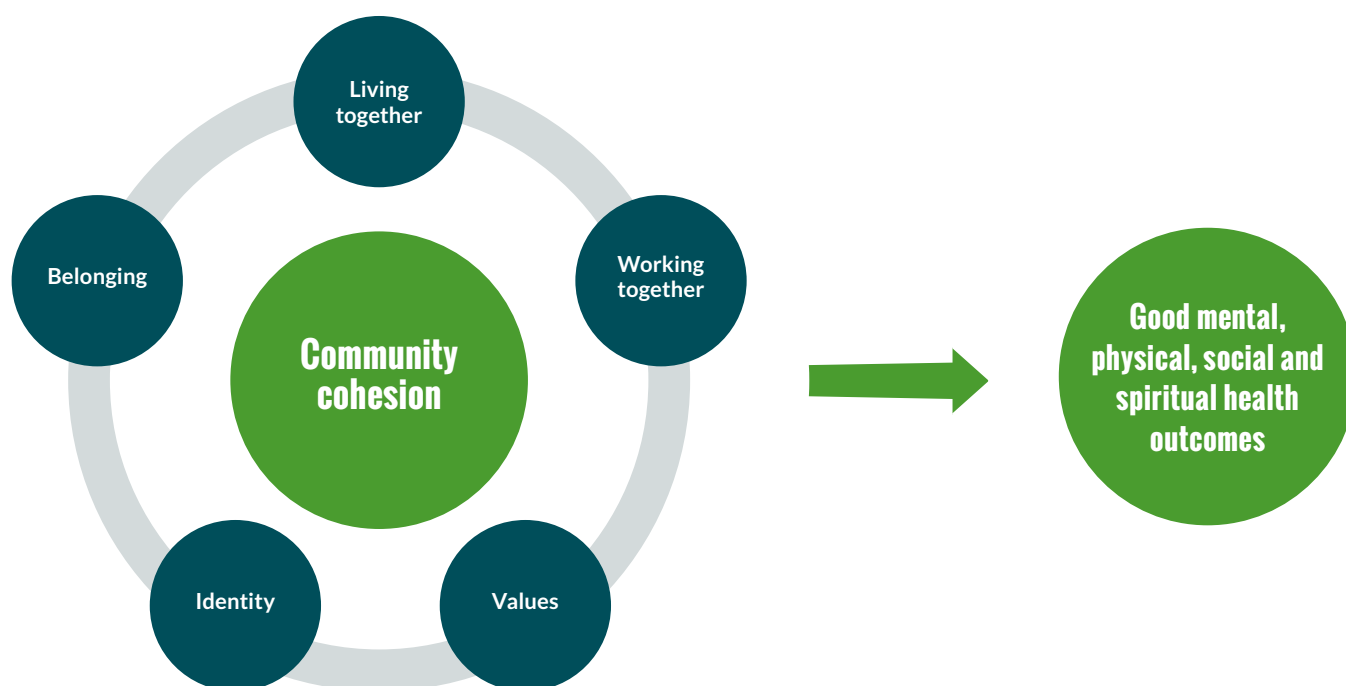 Living
together
Belonging
Working
together
Community
cohesion
Good mental,
physical, social and
spiritual health
outcomes
Identity
Values